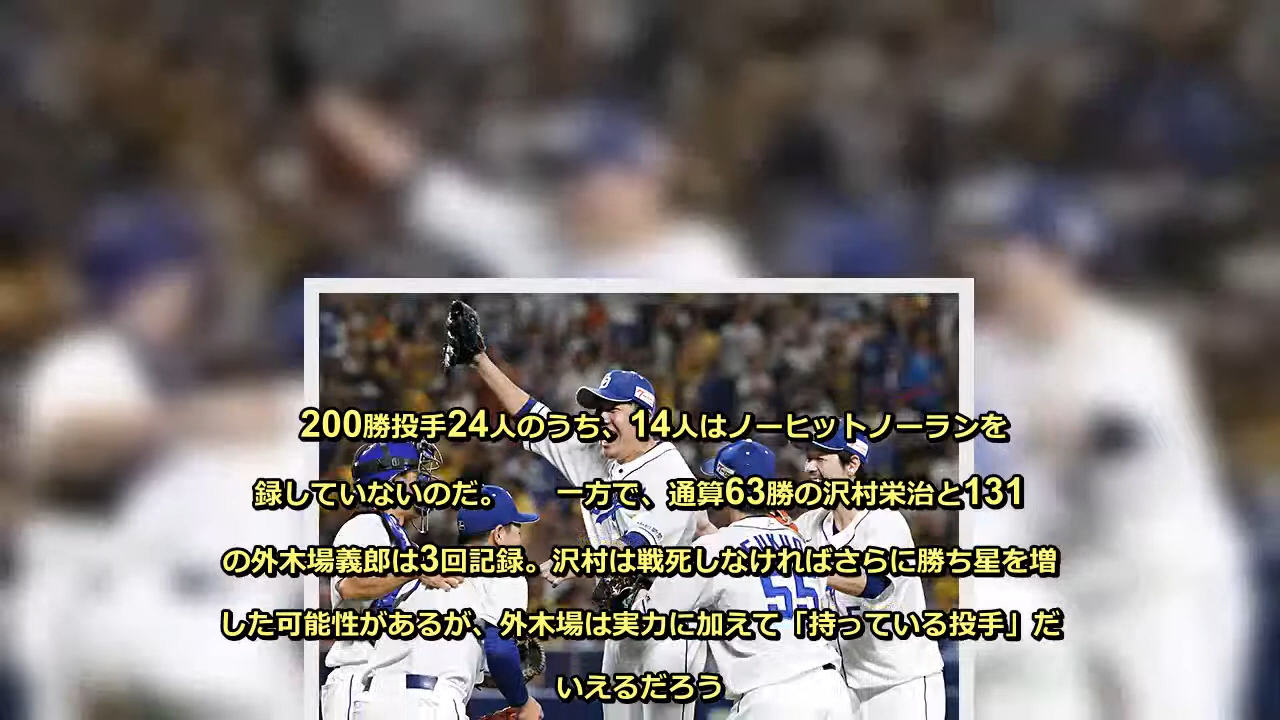 200勝投手24人のうち、14人はノーヒットノーランを
録していないのだ。　　一方で、通算63勝の沢村栄治と131
の外木場義郎は3回記録。沢村は戦死しなければさらに勝ち星を増
した可能性があるが、外木場は実力に加えて「持っている投手」だ
いえるだろう
55